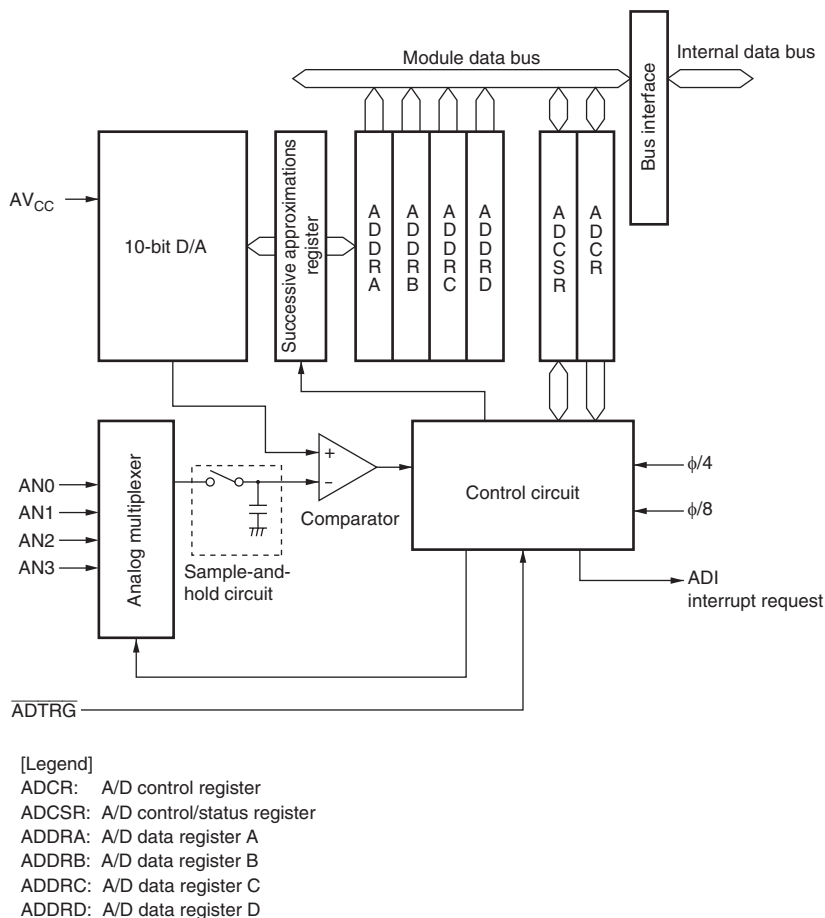 Module data bus
Internal data bus
Bus interface
AVCC
10-bit D/A
Successive approximations
register
ADDRA
ADDRB
ADDRC
ADDRD
ADCSR
ADCR
AN0
AN1
AN2
AN3
Analog multiplexer
+
−
Comparator
Sample-and-
hold circuit
Control circuit
ϕ/4
ϕ/8
ADI
interrupt request
ADTRG
[Legend]
ADCR: A/D control register
ADCSR: A/D control/status register
ADDRA: A/D data register A
ADDRB: A/D data register B
ADDRC: A/D data register C
ADDRD: A/D data register D